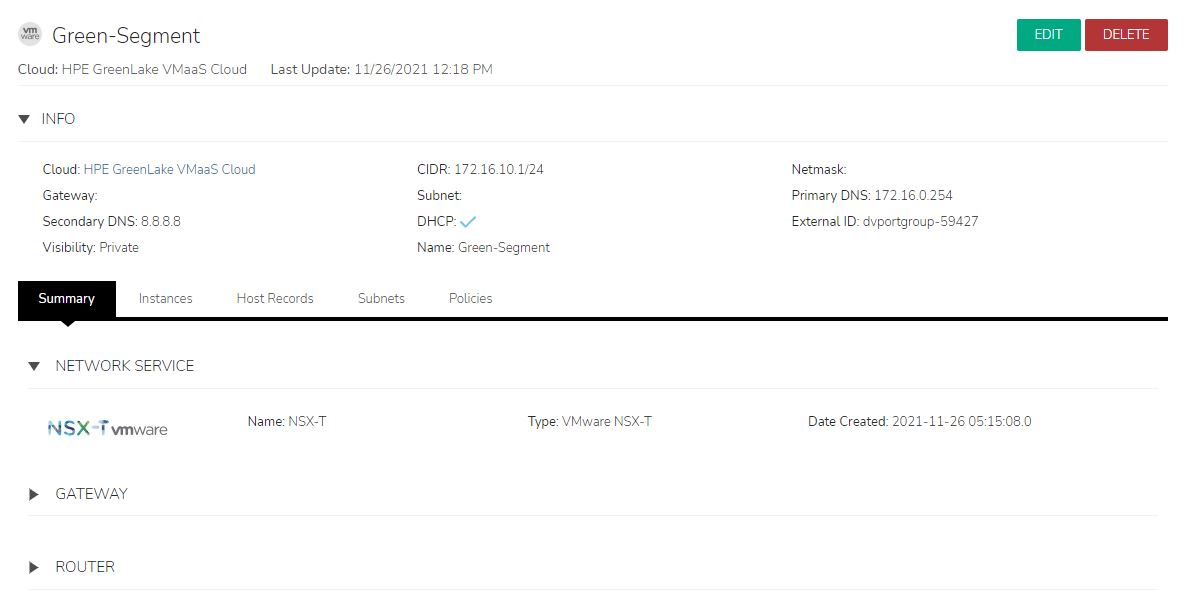 vm ware Green-Segment EDIT DELETE
Cloud: HPE GreenLake VMaaS Cloud Last Update: 11/26/2021 12:18 PM
INFO
Cloud: HPE GreenLake VMaaS Cloud CIDR: 172.16.10.1/24 Netmask:
Gateway: Subnet: Primary DNS: 172.16.0.254
Secondary DNS: 8.8.8.8 DHCP: External ID: dvportgroup-59427
Visibility: Private Name: Green-Segment
Summary Instances Host Records Subnets Policies
NETWORK SERVICE
NSX-T vmware Name: NSX-T Type: VMware NSX-T Date Created: 2021-11-26 05:15:08.0
GATEWAY
ROUTER